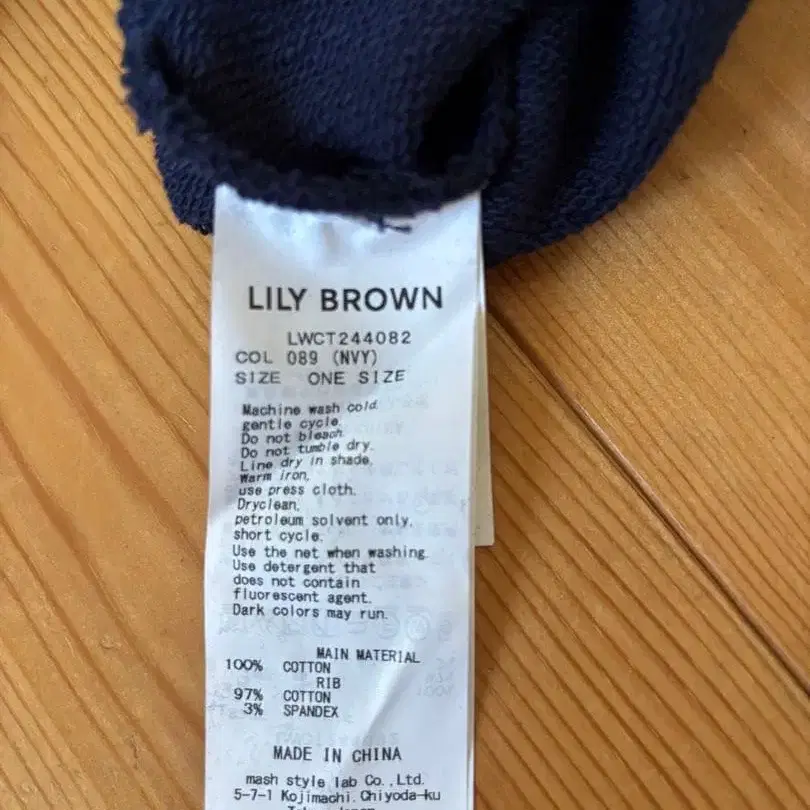 LILY BROWN
LWCT244082
COL 089 (NVY)
SIZE ONE SIZE
Machine wash cold.
gentle cycle.
Do not bleach.
Do not tumble dry.
Line dry in shade.
Warm iron,
use press cloth.
Dryclean,
petroleum solvent only,
short cycle.
Use the net when washing.
Use detergent that
does not contain
fluorescent agent.
Dark colors may run.
MAIN MATERIAL
100% COTTON
RIB
97% COTTON
3% SPANDEX
MADE IN CHINA
mash style lab Co.,Ltd.
5-7-1 Kojimachi, Chiyoda-ku